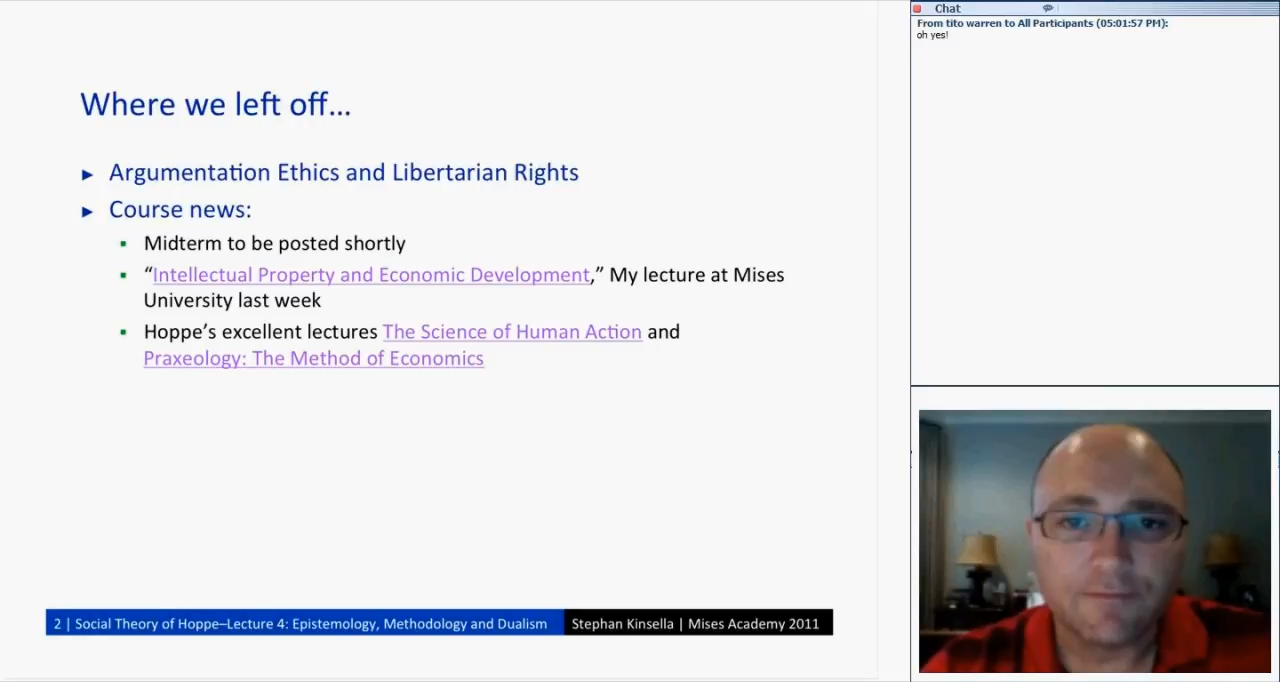 Where we left off...
► Argumentation Ethics and Libertarian Rights
► Course news:
▪ Midterm to be posted shortly
▪ “Intellectual Property and Economic Development,” My lecture at Mises
University last week
▪ Hoppe’s excellent lectures The Science of Human Action and
Praxeology: The Method of Economics
2 | Social Theory of Hoppe–Lecture 4: Epistemology, Methodology and Dualism
Stephan Kinsella | Mises Academy 2011
Chat
From tito warren to All Participants (05:01:57 PM):
oh yes!